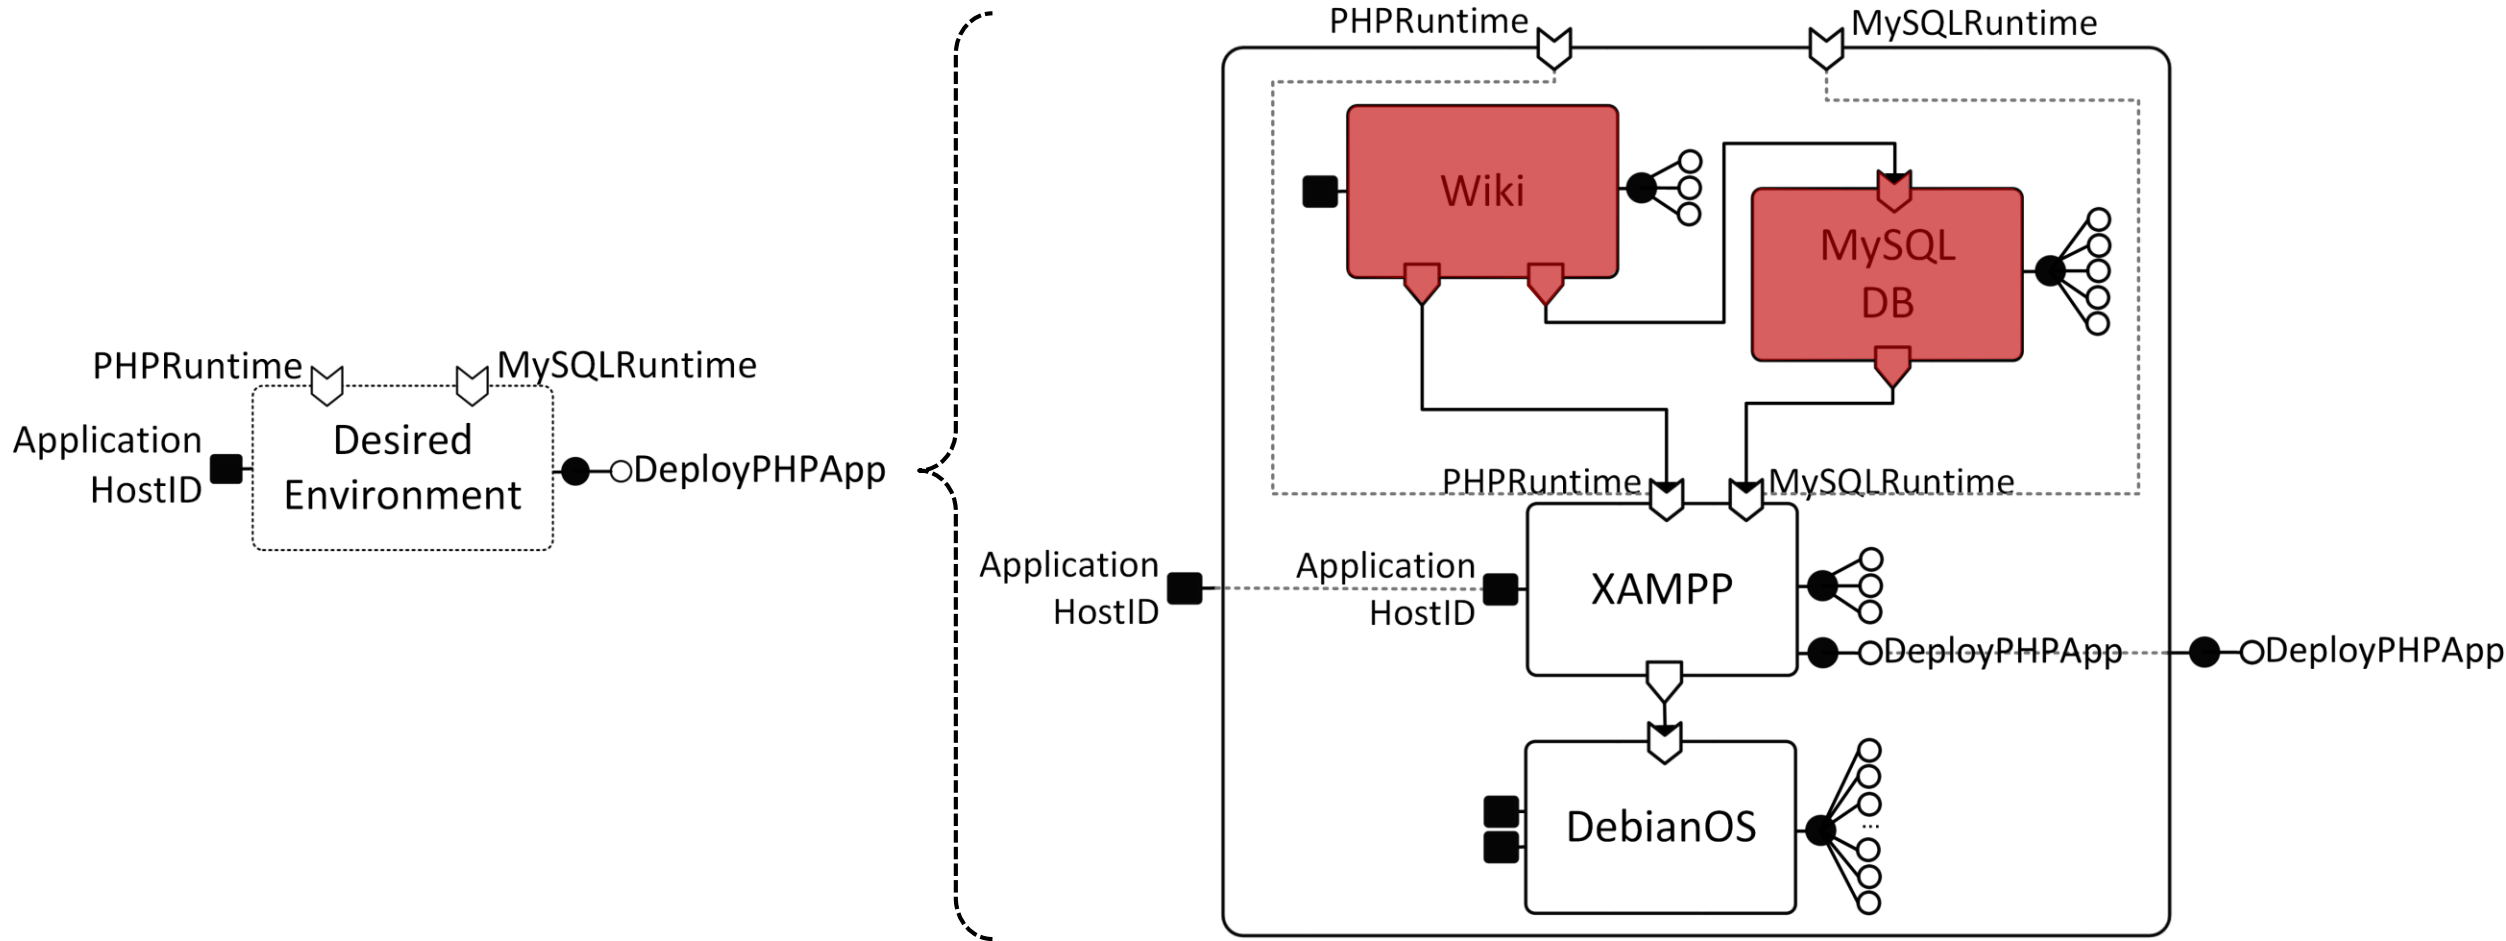 PHPRuntime
MySQLRuntime
Application
HostID
Desired
Environment
DeployPHPApp
PHPRuntime
MySQLRuntime
Wiki
MySQL
DB
PHPRuntime
MySQLRuntime
Application
HostID
Application
HostID
XAMPP
DeployPHPApp
DeployPHPApp
DebianOS
...